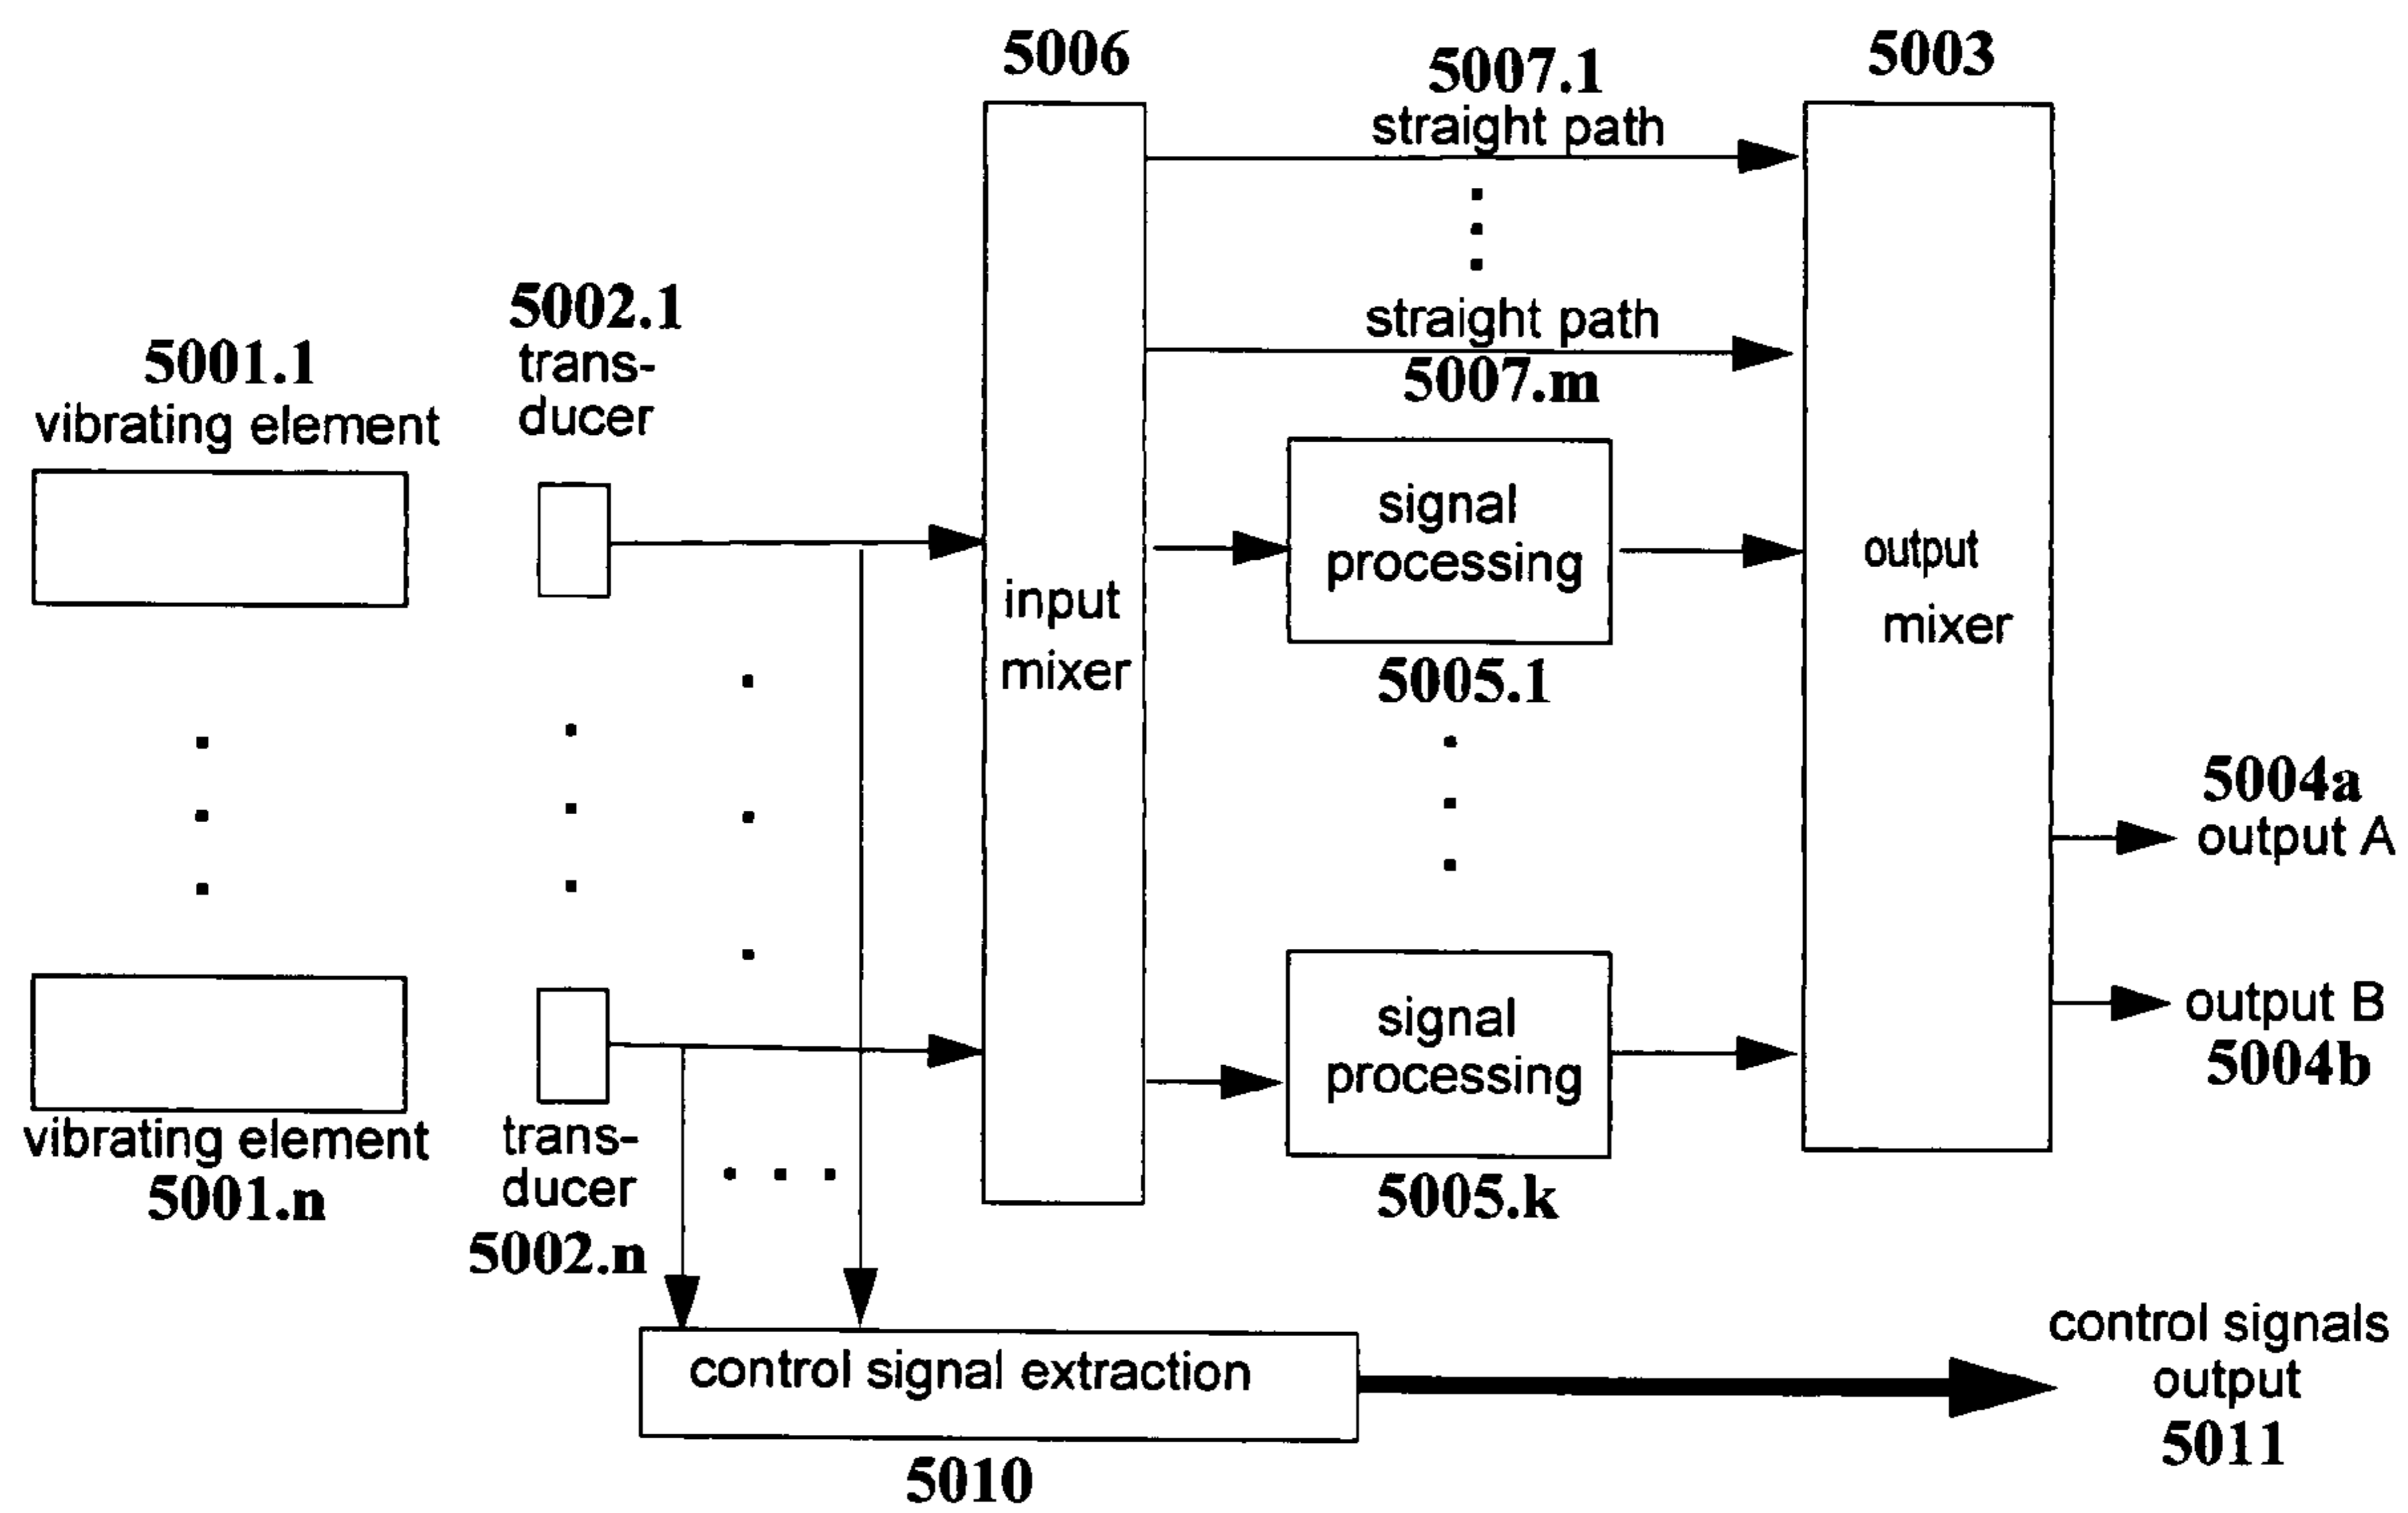 5006
5007.1
5003
straight path
straight path
5007.m
5002.1
trans-
ducer
5001.1
vibrating element
signal
processing
5005.1
input
mixer
output
mixer
5004a
output A
output B
5004b
signal
processing
5005.k
vibrating element
5001.n
trans-
ducer
5002.n
control signal extraction
5010
control signals
output
5011